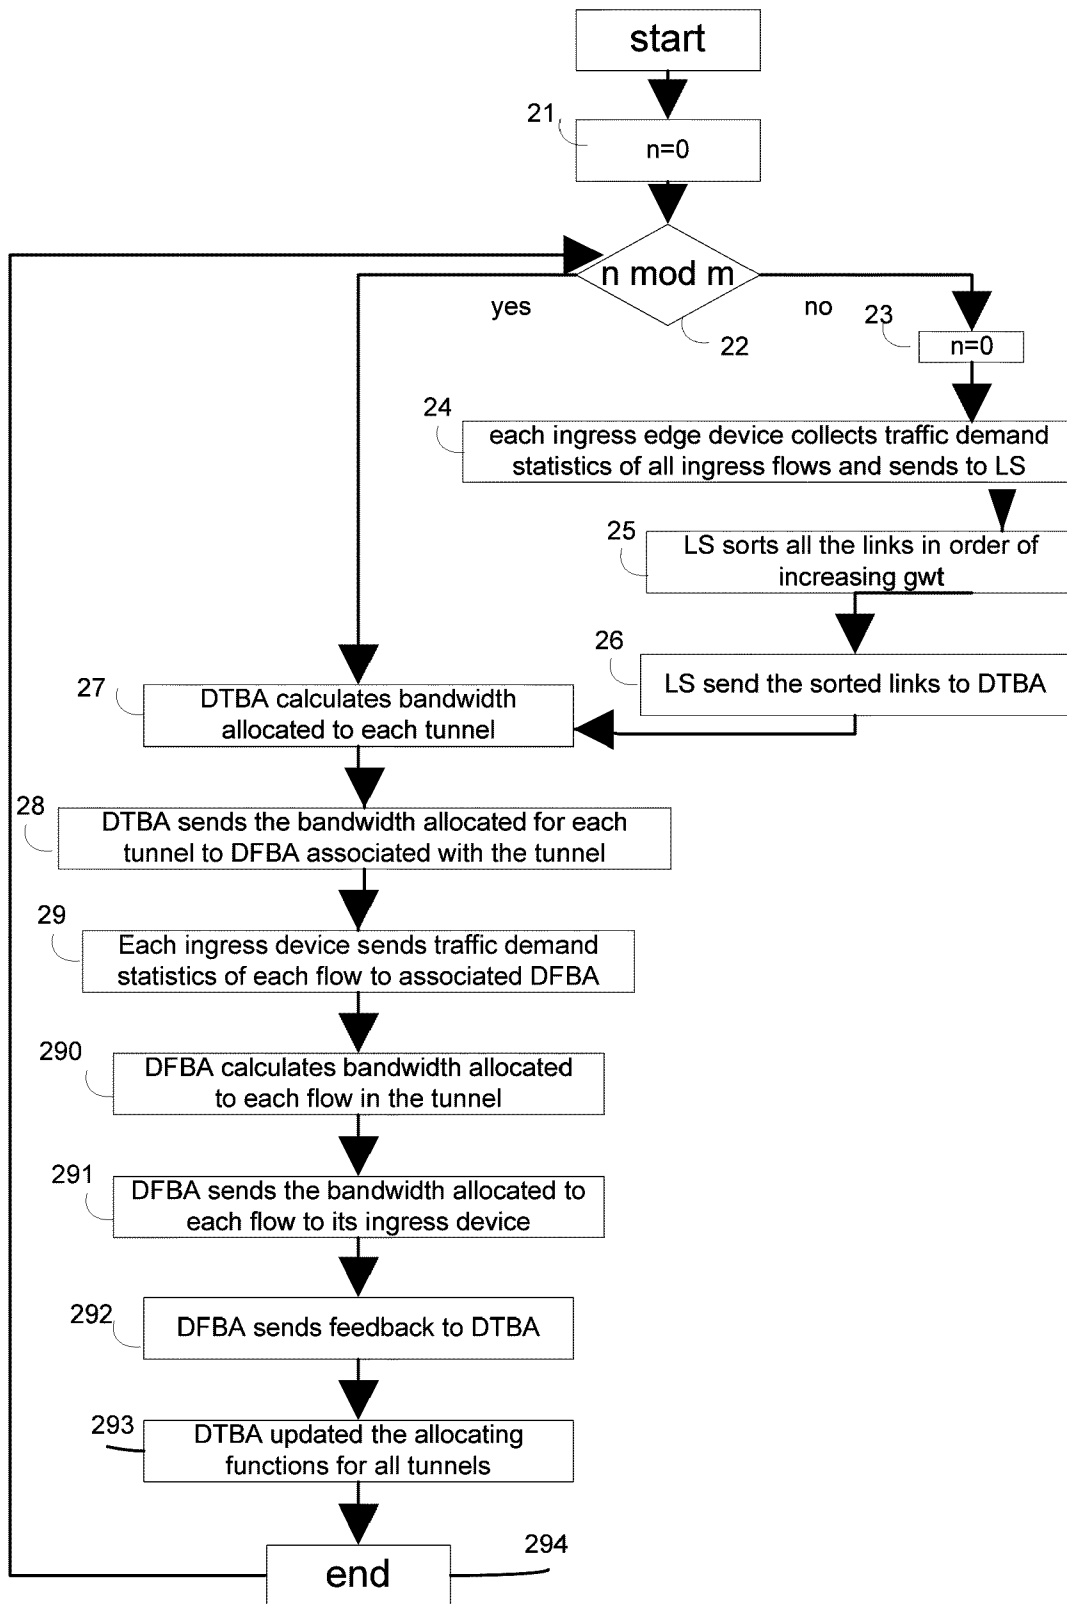 start
21
n=0
n mod m
yes
no
22
23
n=0
24
each ingress edge device collects traffic demand
statistics of all ingress flows and sends to LS
25
LS sorts all the links in order of
increasing gwt
26
LS send the sorted links to DTBA
27
DTBA calculates bandwidth
allocated to each tunnel
28
DTBA sends the bandwidth allocated for each
tunnel to DFBA associated with the tunnel
29
Each ingress device sends traffic demand
statistics of each flow to associated DFBA
290
DFBA calculates bandwidth allocated
to each flow in the tunnel
291
DFBA sends the bandwidth allocated to
each flow to its ingress device
292
DFBA sends feedback to DTBA
293
DTBA updated the allocating
functions for all tunnels
294
end